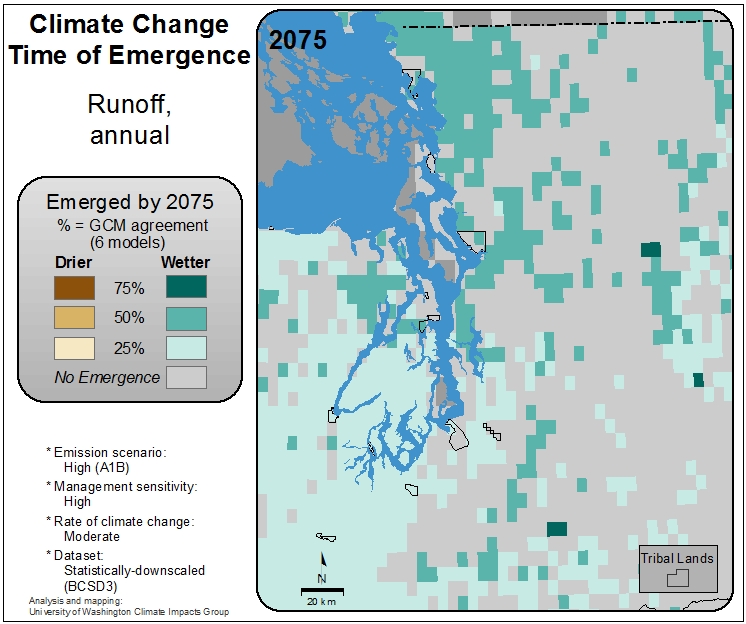 Climate Change
Time of Emergence
Runoff,
annual
Emerged by 2075
% = GCM agreement
(6 models)
Drier Wetter
75%
50%
25%
No Emergence
* Emission scenario:
High (A1B)
* Management sensitivity:
High
* Rate of climate change:
Moderate
* Dataset:
Statistically-downscaled
(BCSD3)
Analysis and mapping:
University of Washington Climate Impacts Group
2075
N
20 km
Tribal Lands